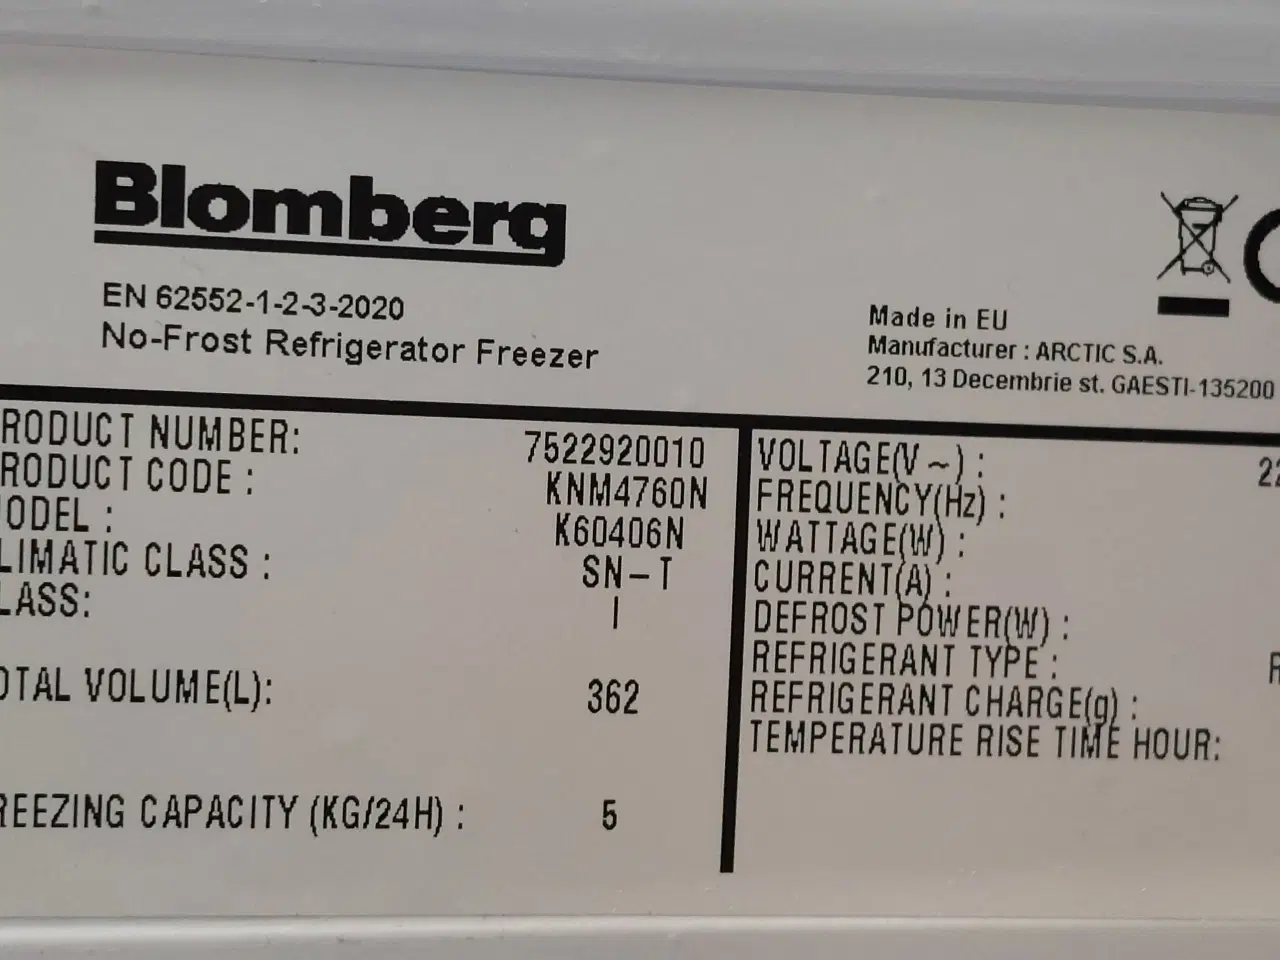 Blomberg
EN 62552-1-2-3-2020
No-Frost Refrigerator Freezer
Made in EU
Manufacturer : ARCTIC S.A.
210, 13 Decembrie st. GAESTI-135200
RODUCT NUMBER: 7522920010
RODUCT CODE : KNM4760N
ODEL : K60406N
LIMATIC CLASS : SN-T
LASS: I
OTAL VOLUME(L): 362
REEZING CAPACITY (KG/24H) : 5
VOLTAGE(V ~) : 22
FREQUENCY(Hz) :
WATTAGE(W) :
CURRENT(A) :
DEFROST POWER(W) :
REFRIGERANT TYPE : R
REFRIGERANT CHARGE(g) :
TEMPERATURE RISE TIME HOUR: